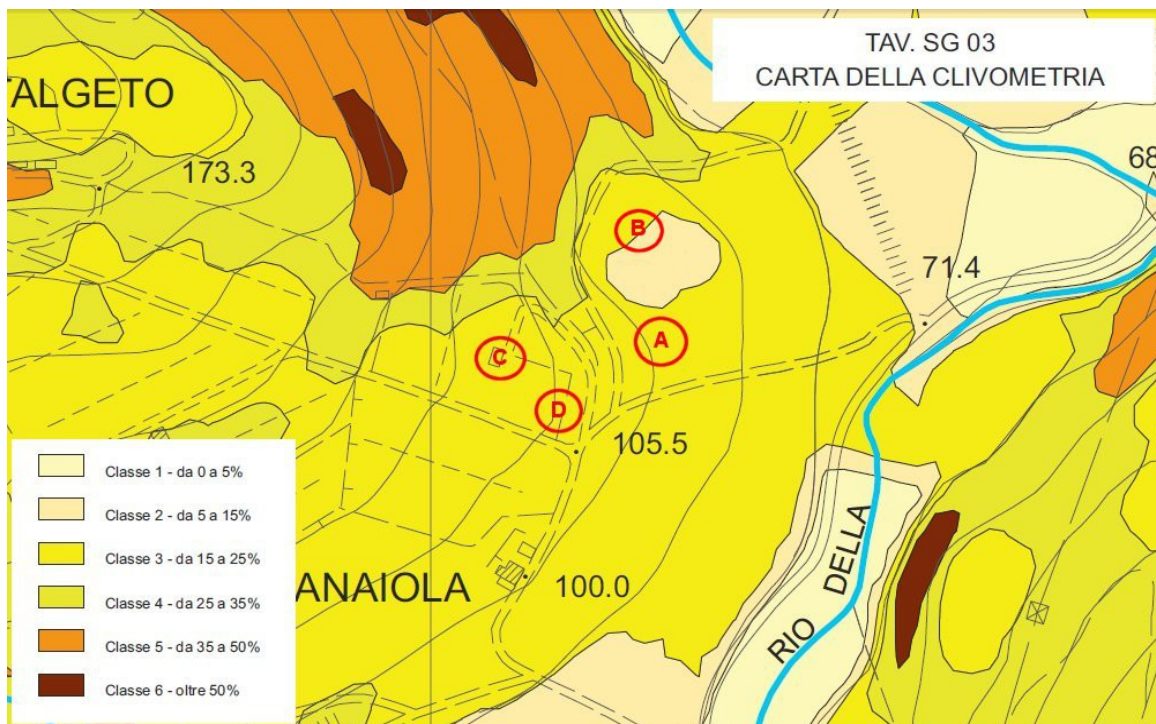 TAV. SG 03
CARTA DELLA CLIVOMETRIA
ALGETO
173.3
68
B
71.4
A
C
D
105.5
100.0
ANAIOLA
RIO DELLA
Classe 1 - da 0 a 5%
Classe 2 - da 5 a 15%
Classe 3 - da 15 a 25%
Classe 4 - da 25 a 35%
Classe 5 - da 35 a 50%
Classe 6 - oltre 50%